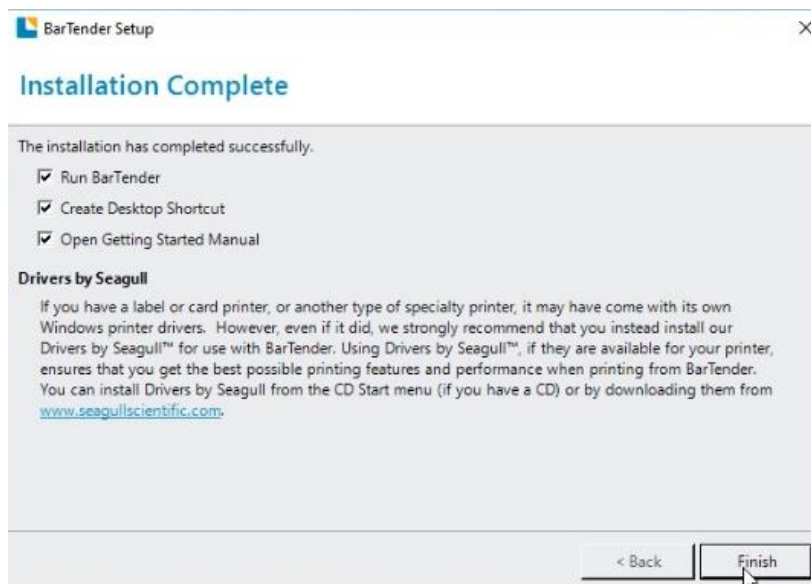 BarTender Setup
Installation Complete
The installation has completed successfully.
Run BarTender
Create Desktop Shortcut
Open Getting Started Manual
Drivers by Seagull
If you have a label or card printer, or another type of specialty printer, it may have come with its own
Windows printer drivers. However, even if it did, we strongly recommend that you instead install our
Drivers by Seagull™ for use with BarTender. Using Drivers by Seagull™, if they are available for your printer,
ensures that you get the best possible printing features and performance when printing from BarTender.
You can install Drivers by Seagull from the CD Start menu (if you have a CD) or by downloading them from
www.seagullscientific.com.
< Back
Finish